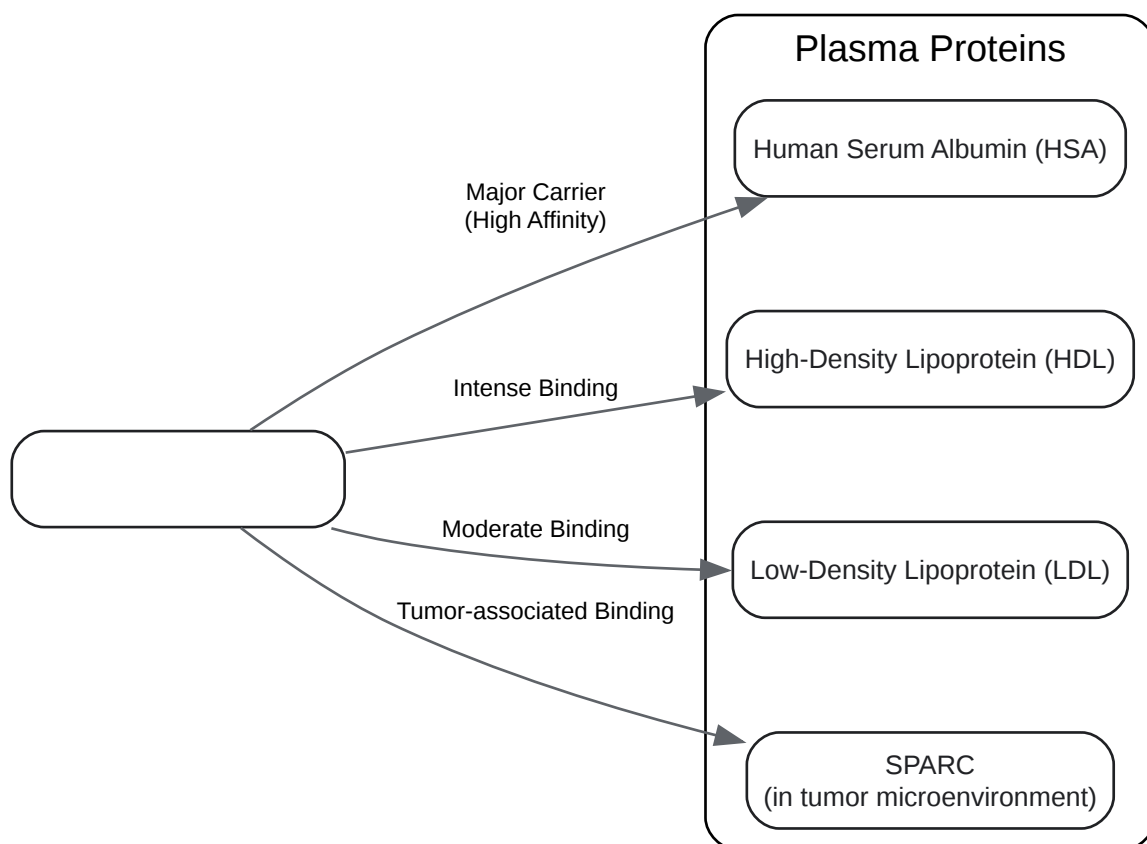 Plasma Proteins
Human Serum Albumin (HSA)
Major Carrier
(High Affinity)
High-Density Lipoprotein (HDL)
Intense Binding
Moderate Binding
Low-Density Lipoprotein (LDL)
Tumor-associated Binding
SPARC
(in tumor microenvironment)